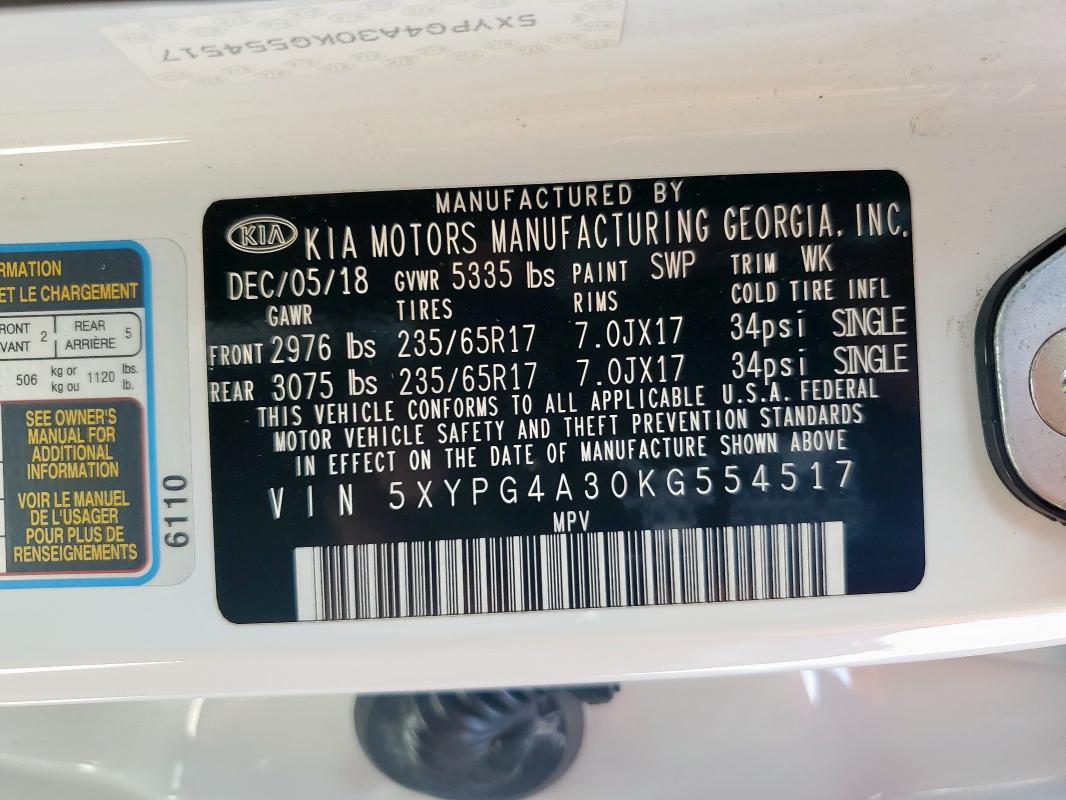 5XYPG4A30KG554517
MANUFACTURED BY
KIA KIA MOTORS MANUFACTURING GEORGIA, INC.
DEC/05/18 GVWR 5335 lbs PAINT SWP TRIM WK
GAWR TIRES RIMS COLD TIRE INFL
FRONT 2976 lbs 235/65R17 7.0JX17 34psi SINGLE
REAR 3075 lbs 235/65R17 7.0JX17 34psi SINGLE
THIS VEHICLE CONFORMS TO ALL APPLICABLE U.S.A. FEDERAL
MOTOR VEHICLE SAFETY AND THEFT PREVENTION STANDARDS
IN EFFECT ON THE DATE OF MANUFACTURE SHOWN ABOVE
VIN 5XYPG4A30KG554517
MPV
RMATION
ET LE CHARGEMENT
RONT 2 REAR 5
VANT ARRIÈRE
506 kg or 1120 lbs.
kg ou lb.
SEE OWNER'S
MANUAL FOR
ADDITIONAL
INFORMATION
VOIR LE MANUEL
DE L'USAGER
POUR PLUS DE
RENSEIGNEMENTS
6110